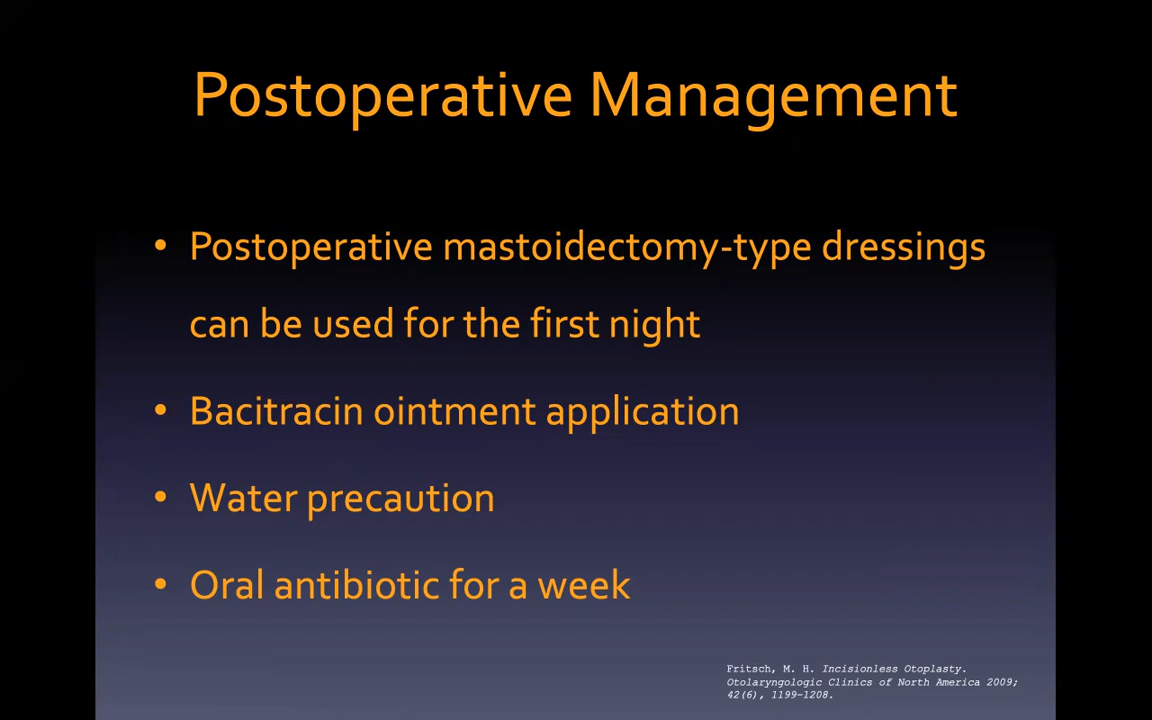 Postoperative Management
• Postoperative mastoidectomy-type dressings
can be used for the first night
• Bacitracin ointment application
• Water precaution
• Oral antibiotic for a week
Fritsch, M. H. Incisionless Otoplasty.
Otolaryngologic Clinics of North America 2009;
42(6), 1199-1208.